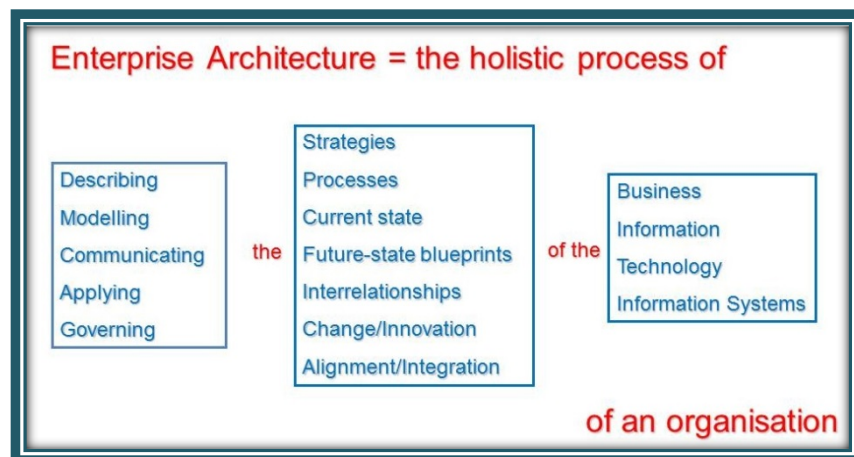 Enterprise Architecture = the holistic process of
Describing
Modelling
Communicating
Applying
Governing
the
Strategies
Processes
Current state
Future-state blueprints
Interrelationships
Change/Innovation
Alignment/Integration
of the
Business
Information
Technology
Information Systems
of an organisation